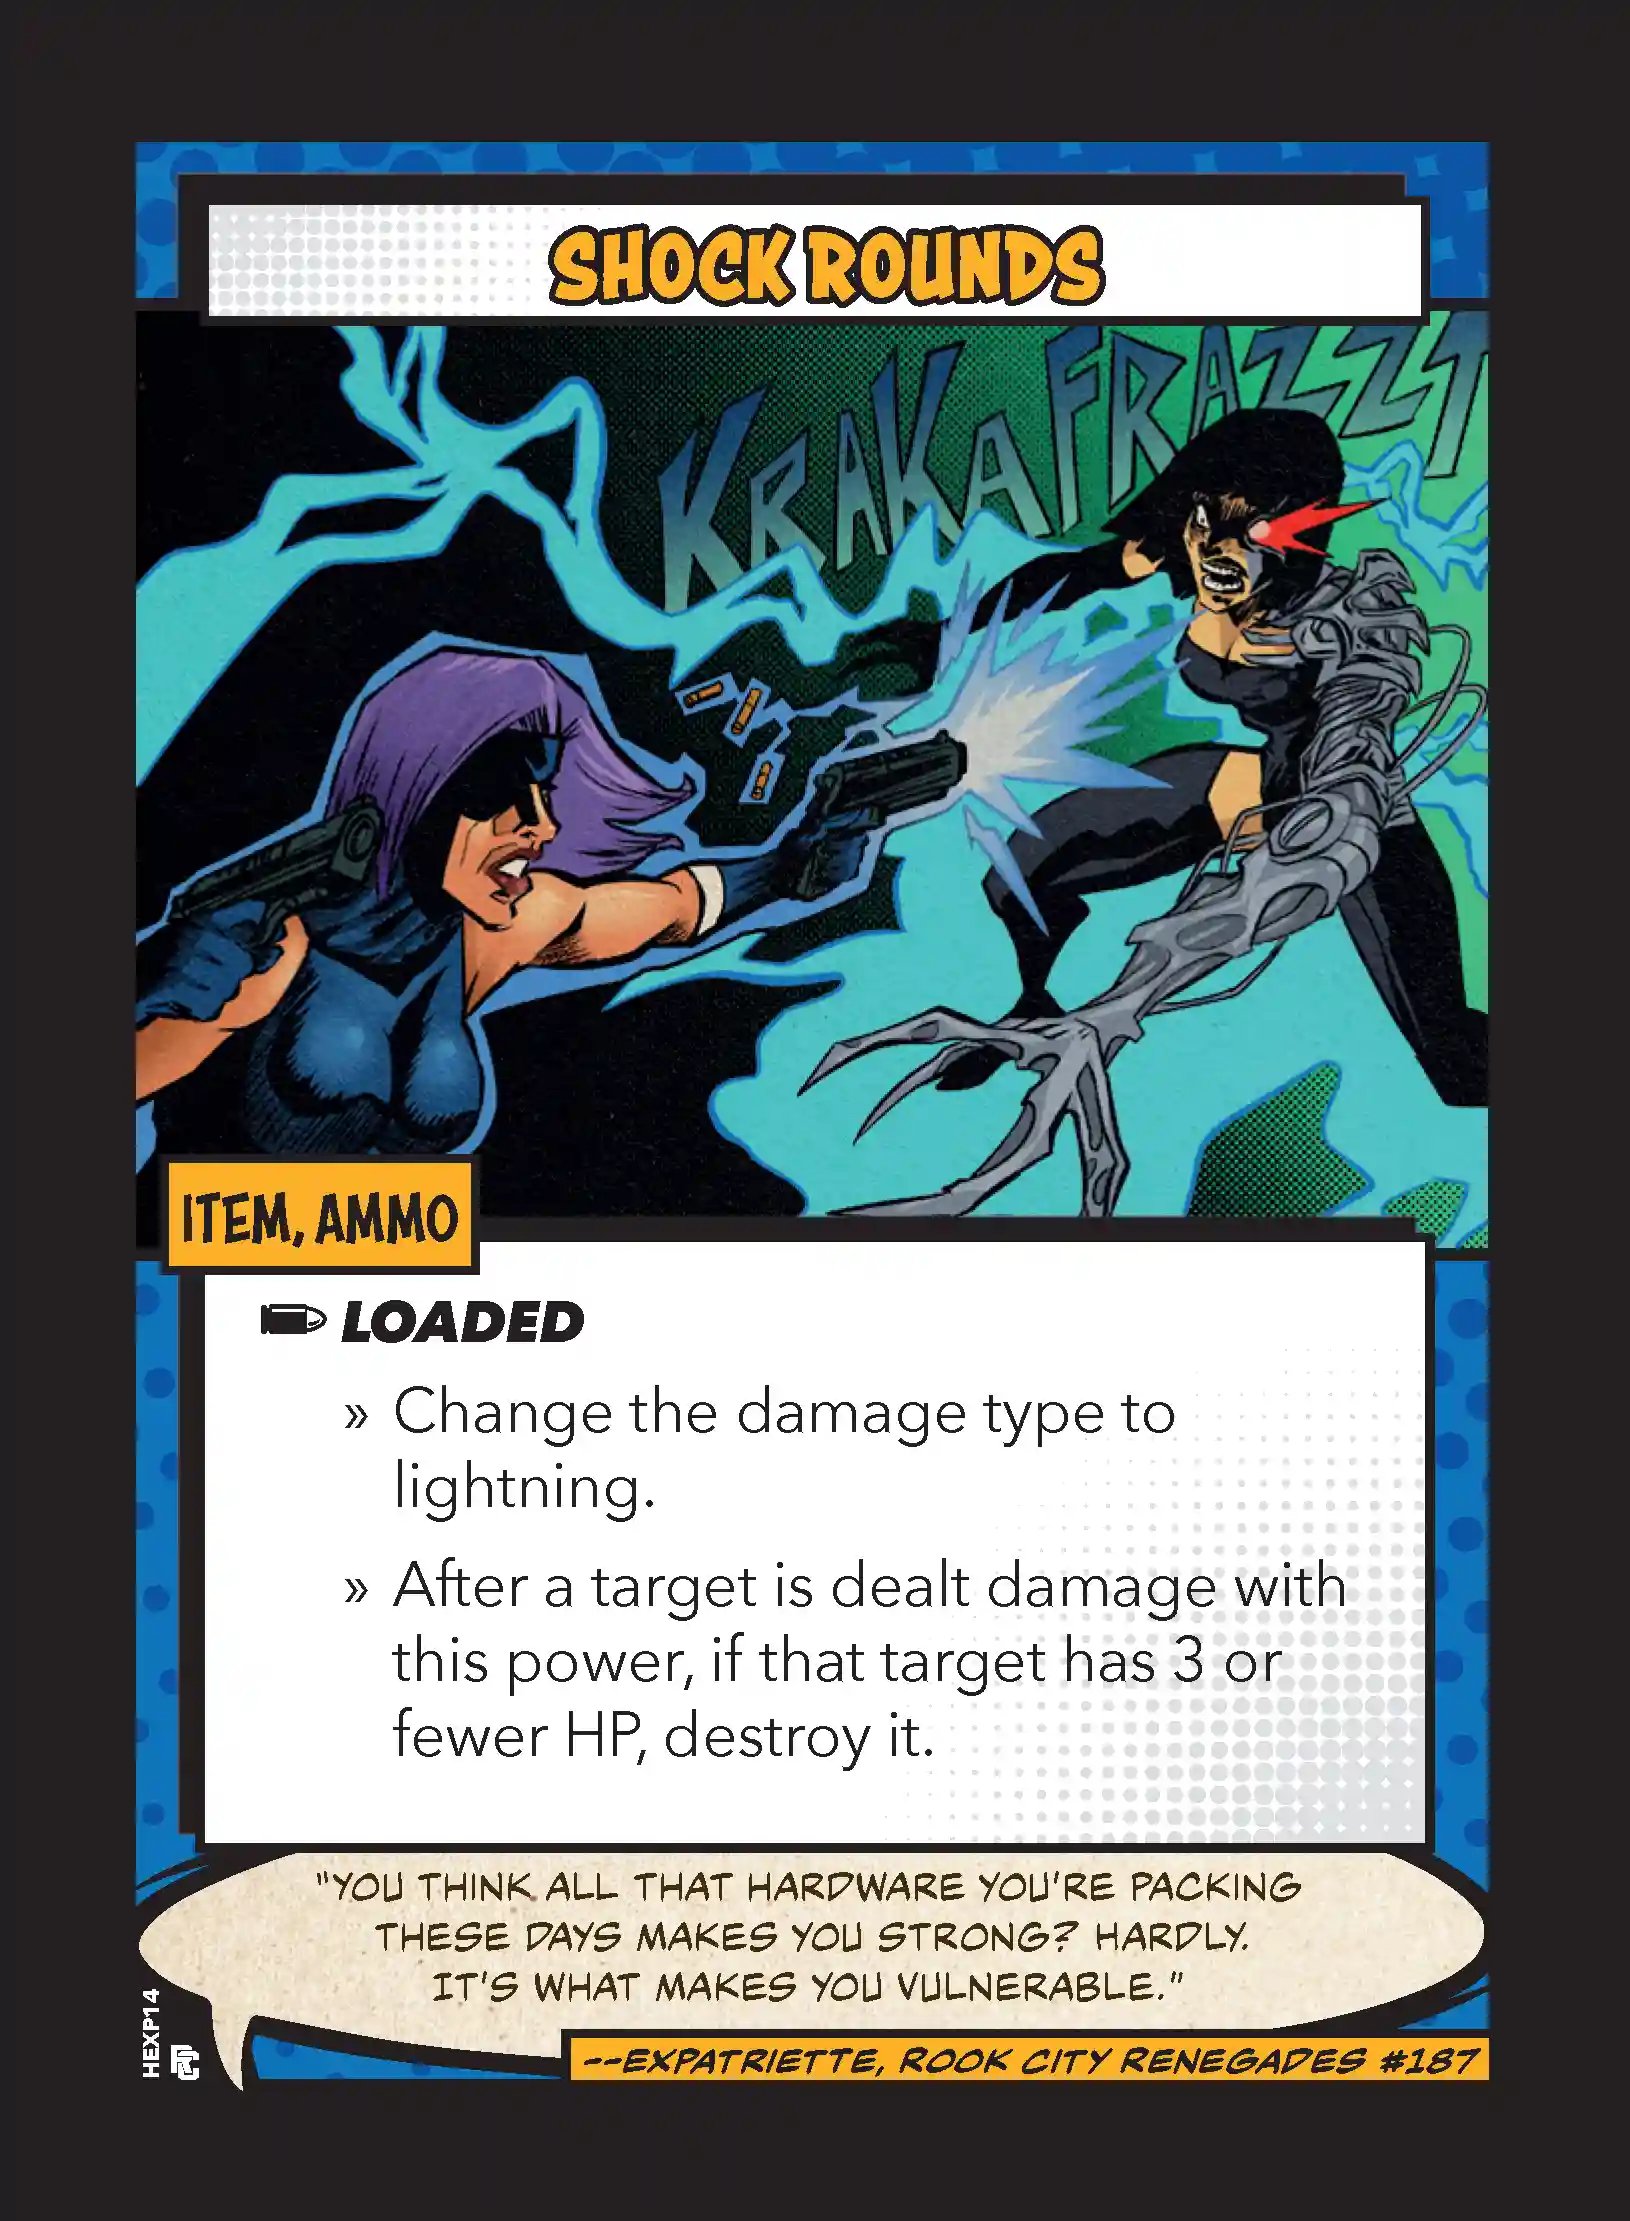 SHOCK ROUNDS
KRAKAFRAZZT
ITEM, AMMO
LOADED
» Change the damage type to
lightning.
» After a target is dealt damage with
this power, if that target has 3 or
fewer HP, destroy it.
"YOU THINK ALL THAT HARDWARE YOU'RE PACKING
THESE DAYS MAKES YOU STRONG? HARDLY.
IT'S WHAT MAKES YOU VULNERABLE."
--EXPATRIETTE, ROOK CITY RENEGADES #187
HEXP14